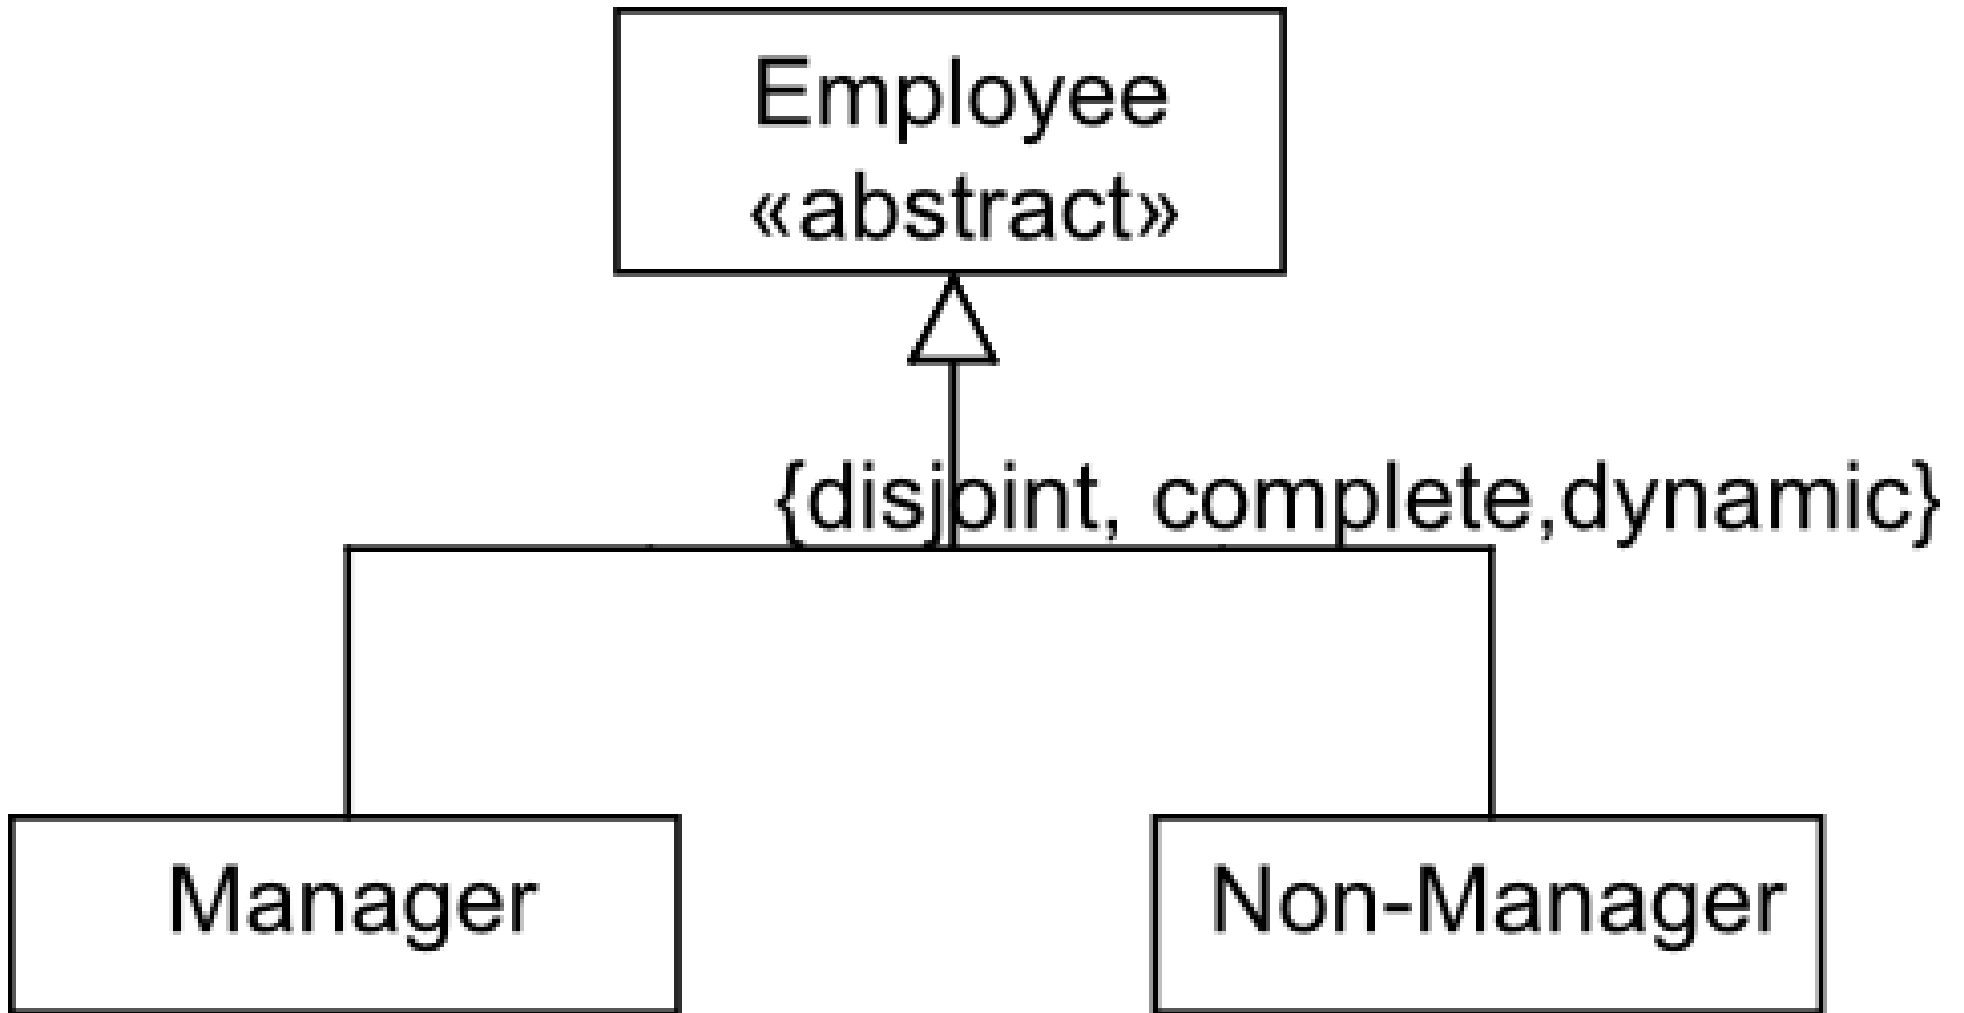 Employee
«abstract»
{disjoint, complete,dynamic}
Manager
Non-Manager